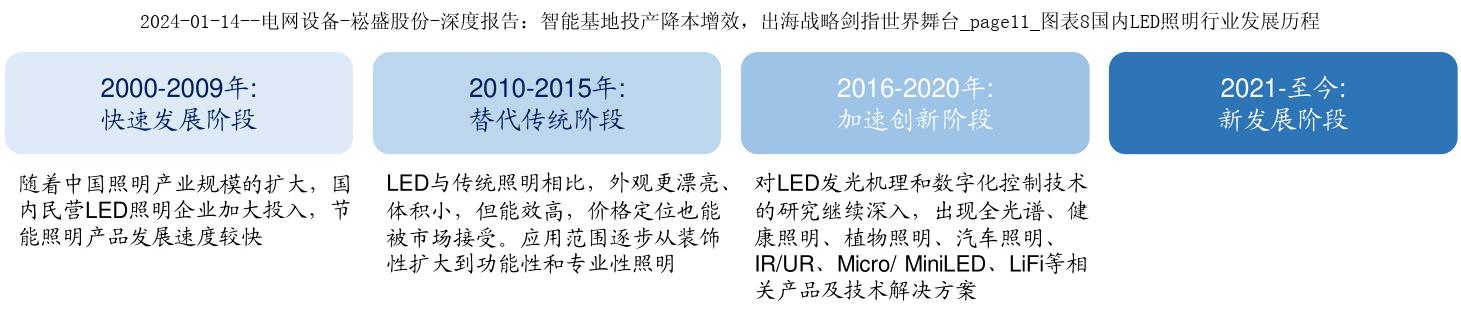 2024-01-14--电网设备-崧盛股份-深度报告：智能基地投产降本增效，出海战略剑指世界舞台_page11_图表8国内LED照明行业发展历程
2000-2009年:
快速发展阶段
随着中国照明产业规模的扩大，国
内民营LED照明企业加大投入，节
能照明产品发展速度较快
2010-2015年:
替代传统阶段
LED与传统照明相比，外观更漂亮、
体积小，但能效高，价格定位也能
被市场接受。应用范围逐步从装饰
性扩大到功能性和专业性照明
2016-2020年:
加速创新阶段
对LED发光机理和数字化控制技术
的研究继续深入，出现全光谱、健
康照明、植物照明、汽车照明、
IR/UR、Micro/ MiniLED、LiFi等相
关产品及技术解决方案
2021-至今:
新发展阶段